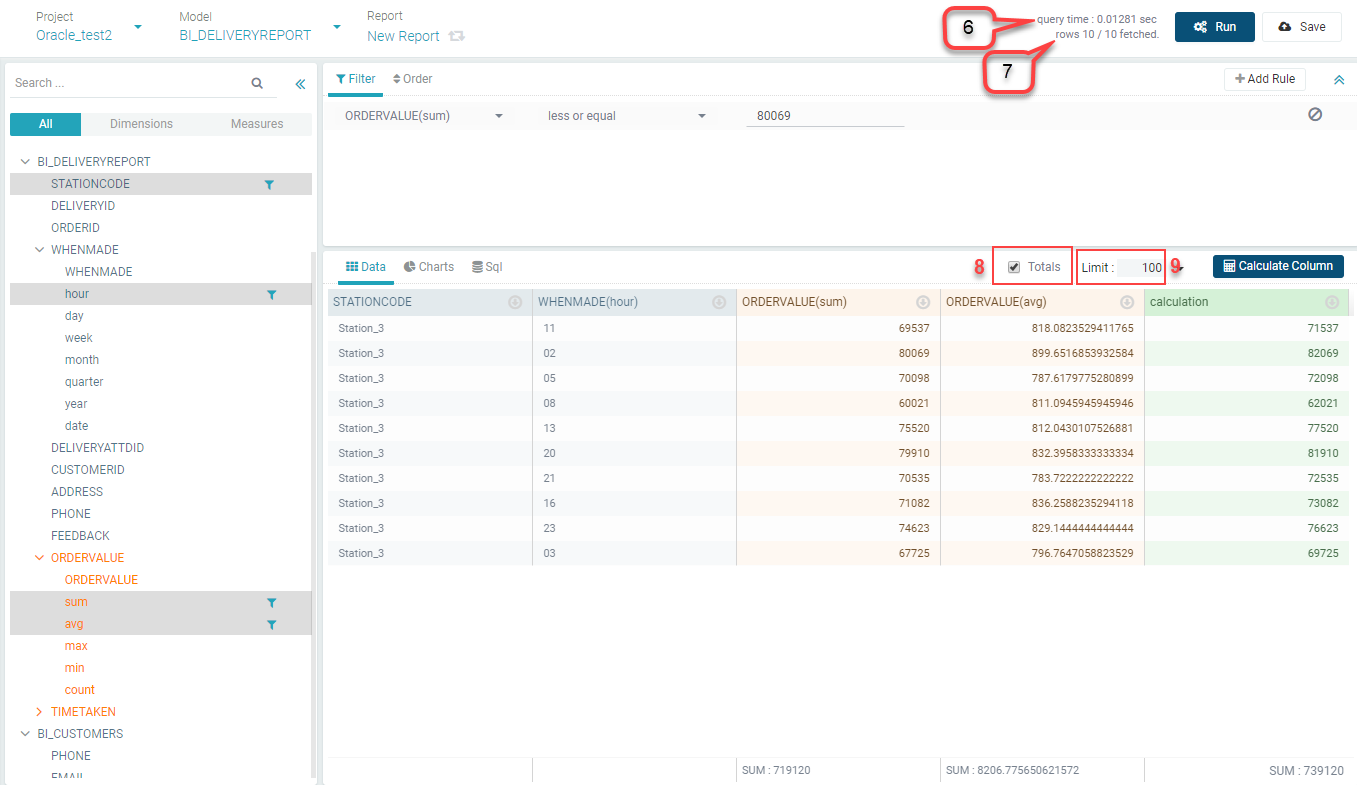 Project
Oracle_test2
Model
BI_DELIVERYREPORT
Report
New Report
6
query time : 0.01281 sec
rows 10 / 10 fetched.
7
Run
Save
Search ...
All
Dimensions
Measures
BI_DELIVERYREPORT
STATIONCODE
DELIVERYID
ORDERID
WHENMADE
WHENMADE
hour
day
week
month
quarter
year
date
DELIVERYATTDID
CUSTOMERID
ADDRESS
PHONE
FEEDBACK
ORDERVALUE
ORDERVALUE
sum
avg
max
min
count
TIMETAKEN
BI_CUSTOMERS
PHONE
EMAIL
Filter
Order
Add Rule
ORDERVALUE(sum) less or equal 80069
Data
Charts
Sql
8
Totals
Limit : 100
9
Calculate Column
STATIONCODE WHENMADE(hour) ORDERVALUE(sum) ORDERVALUE(avg) calculation
Station_3 11 69537 818.0823529411765 71537
Station_3 02 80069 899.6516853932584 82069
Station_3 05 70098 787.6179775280899 72098
Station_3 08 60021 811.0945945945946 62021
Station_3 13 75520 812.0430107526881 77520
Station_3 20 79910 832.3958333333334 81910
Station_3 21 70535 783.7222222222222 72535
Station_3 16 71082 836.2588235294118 73082
Station_3 23 74623 829.1444444444444 76623
Station_3 03 67725 796.7647058823529 69725
SUM : 719120 SUM : 8206.775650621572 SUM : 739120